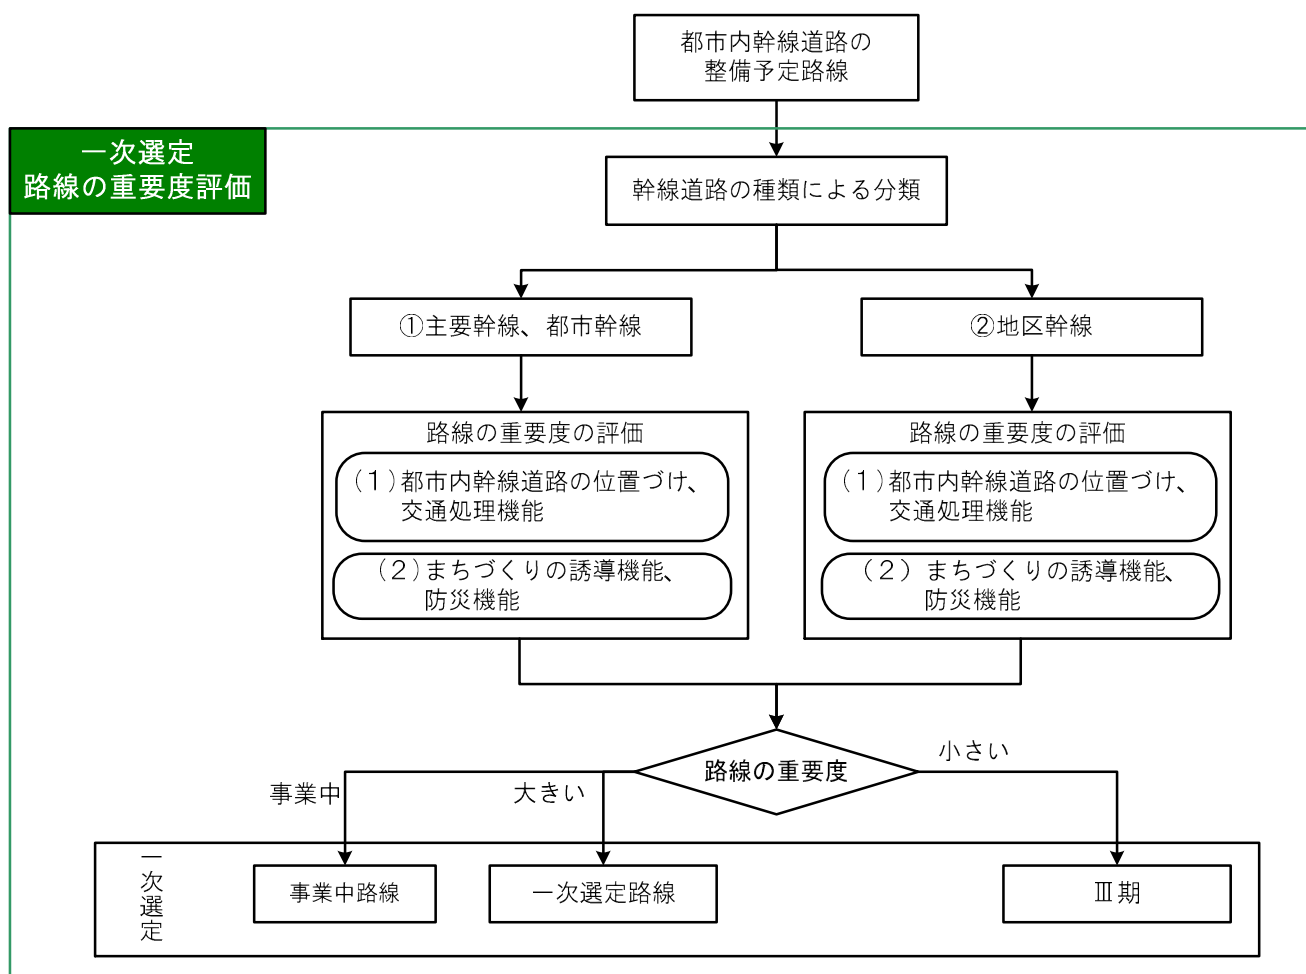 都市内幹線道路の
整備予定路線
一次選定
路線の重要度評価
幹線道路の種類による分類
①主要幹線、都市幹線
②地区幹線
路線の重要度の評価
（１）都市内幹線道路の位置づけ、
交通処理機能
（２）まちづくりの誘導機能、
防災機能
路線の重要度の評価
（１）都市内幹線道路の位置づけ、
交通処理機能
（２）まちづくりの誘導機能、
防災機能
路線の重要度
小さい
事業中
大きい
一次選定
事業中路線
一次選定路線
Ⅲ期